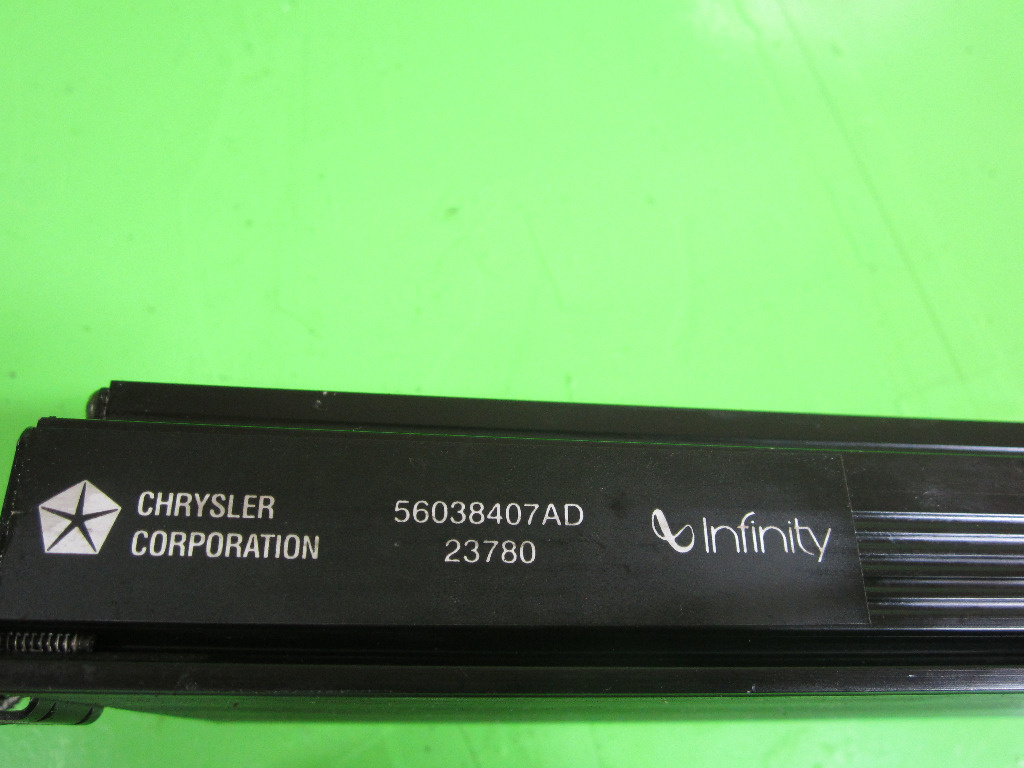 CHRYSLER
CORPORATION
56038407AD
23780
Infinity